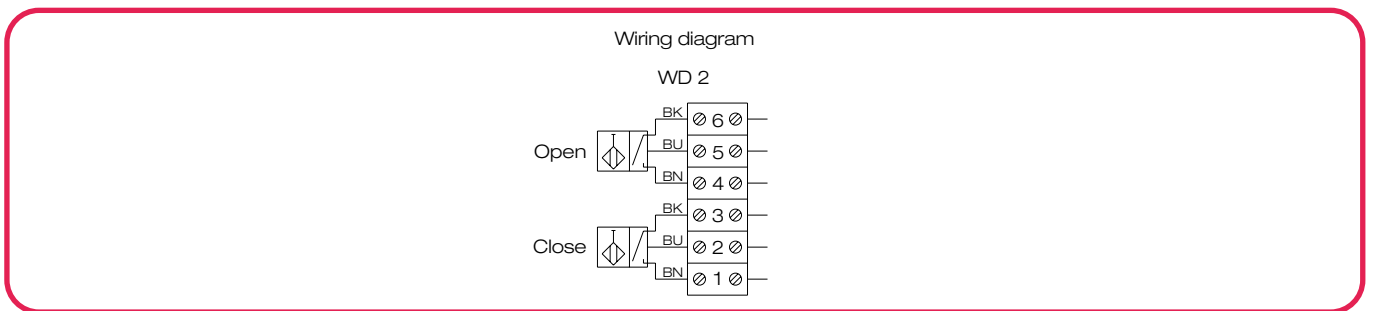 Wiring diagram
WD 2
BK 6
Open BU 5
BN 4
BK 3
Close BU 2
BN 1